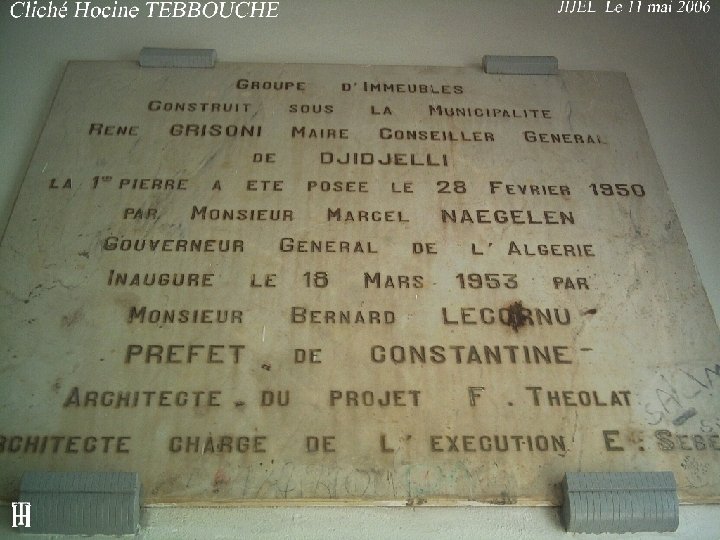 Cliché Hocine TEBBOUCHE
JIJEL Le 11 mai 2006
GROUPE D'IMMEUBLES
CONSTRUIT SOUS LA MUNICIPALITE
RENE GRISONI MAIRE CONSEILLER GENERAL
DE DJIDJELLI
LA 1ERE PIERRE A ETE POSEE LE 28 FEVRIER 1950
PAR MONSIEUR MARCEL NAEGELEN
GOUVERNEUR GENERAL DE L'ALGERIE
INAUGURE LE 18 MARS 1953 PAR
MONSIEUR BERNARD LECORNU
PREFET DE CONSTANTINE
ARCHITECTE DU PROJET F. THEOLAT
ARCHITECTE CHARGE DE L'EXECUTION E.